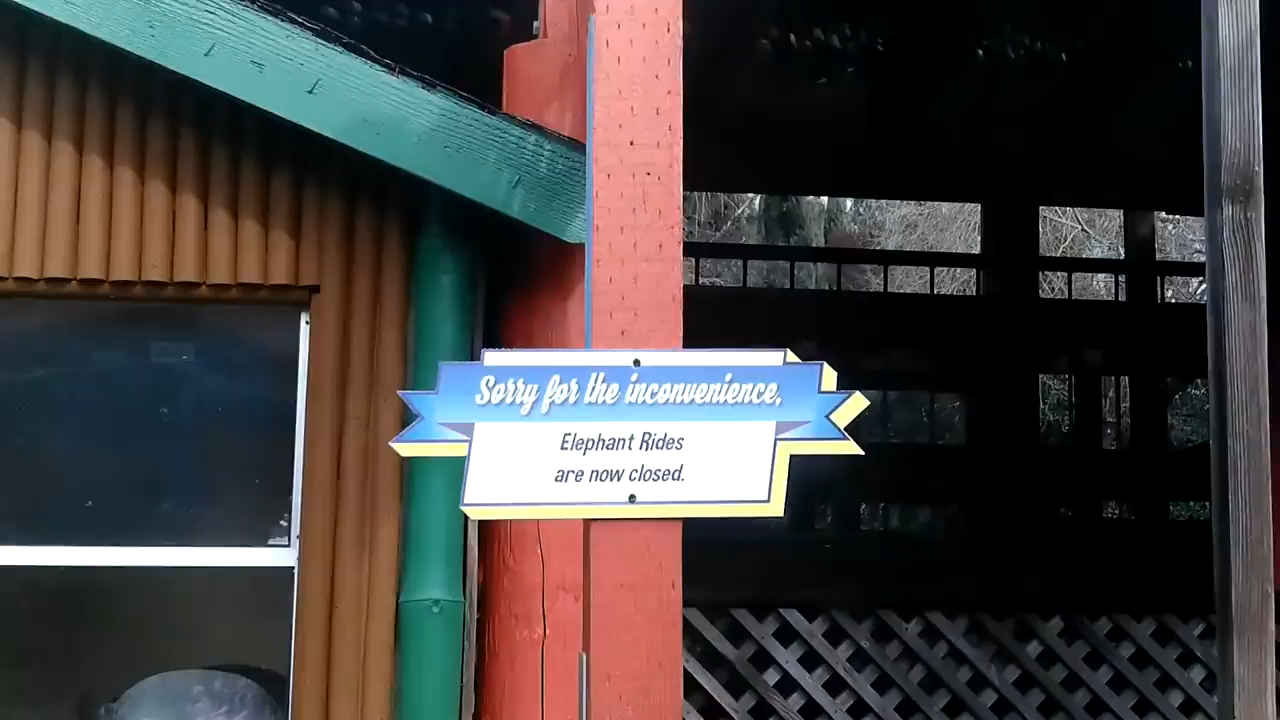 Sorry for the inconvenience,
Elephant Rides
are now closed.